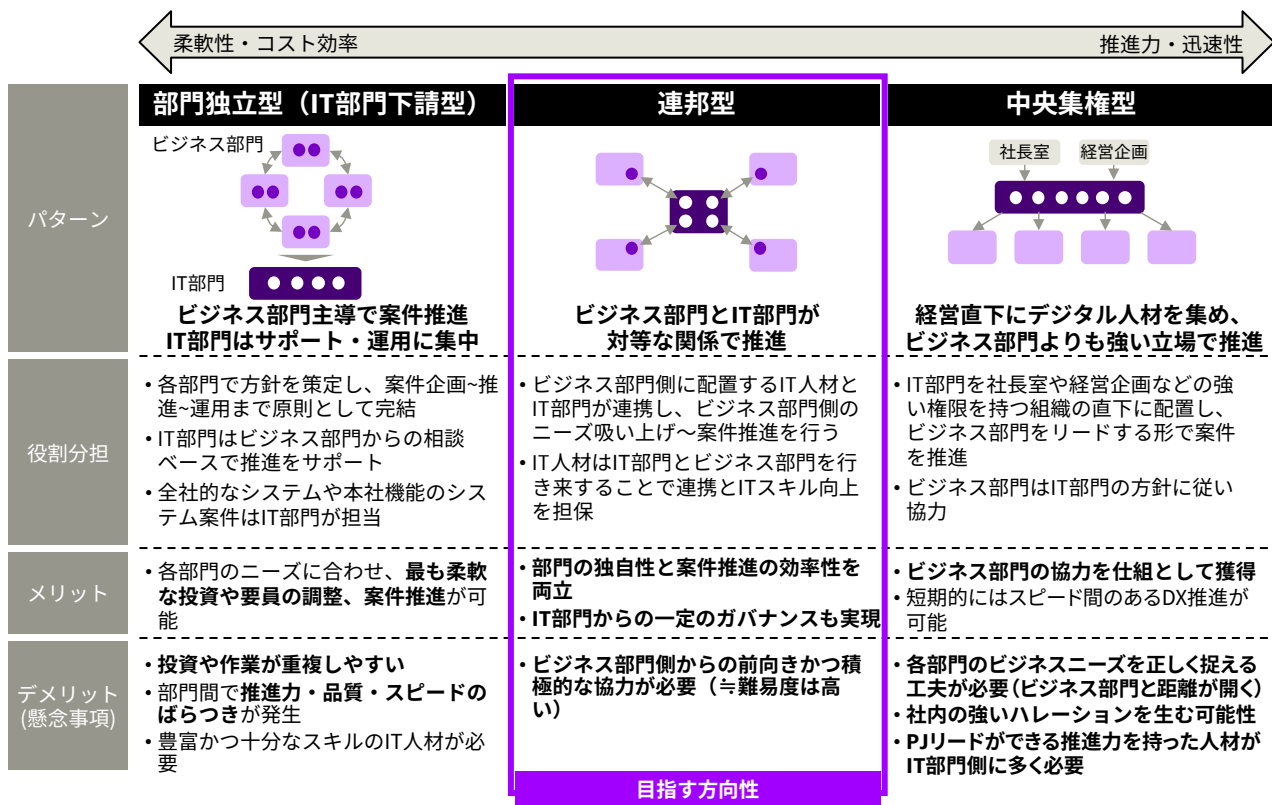 柔軟性・コスト効率
推進力・迅速性
部門独立型（IT部門下請型）
連邦型
中央集権型
パターン
ビジネス部門
IT部門
ビジネス部門主導で案件推進
IT部門はサポート・運用に集中
ビジネス部門とIT部門が
対等な関係で推進
社長室
経営企画
経営直下にデジタル人材を集め、
ビジネス部門よりも強い立場で推進
役割分担
・各部門で方針を策定し、案件企画~推
進~運用まで原則として完結
・IT部門はビジネス部門からの相談
ベースで推進をサポート
・全社的なシステムや本社機能のシス
テム案件はIT部門が担当
・ビジネス部門側に配置するIT人材と
IT部門が連携し、ビジネス部門側の
ニーズ吸い上げ～案件推進を行う
・IT人材はIT部門とビジネス部門を行
き来することで連携とITスキル向上
を担保
・IT部門を社長室や経営企画などの強
い権限を持つ組織の直下に配置し、
ビジネス部門をリードする形で案件
を推進
・ビジネス部門はIT部門の方針に従い
協力
メリット
・各部門のニーズに合わせ、最も柔軟
な投資や要員の調整、案件推進が可
能
・部門の独自性と案件推進の効率性を
両立
・IT部門からの一定のガバナンスも実現
・ビジネス部門の協力を仕組として獲得
・短期的にはスピード間のあるDX推進が
可能
デメリット
(懸念事項)
・投資や作業が重複しやすい
・部門間で推進力・品質・スピードの
ばらつきが発生
・豊富かつ十分なスキルのIT人材が必
要
・ビジネス部門側からの前向きかつ積
極的な協力が必要（≒難易度は高
い）
・各部門のビジネスニーズを正しく捉える
工夫が必要（ビジネス部門と距離が開く）
・社内の強いハレーションを生む可能性
・PJリードができる推進力を持った人材が
IT部門側に多く必要
目指す方向性